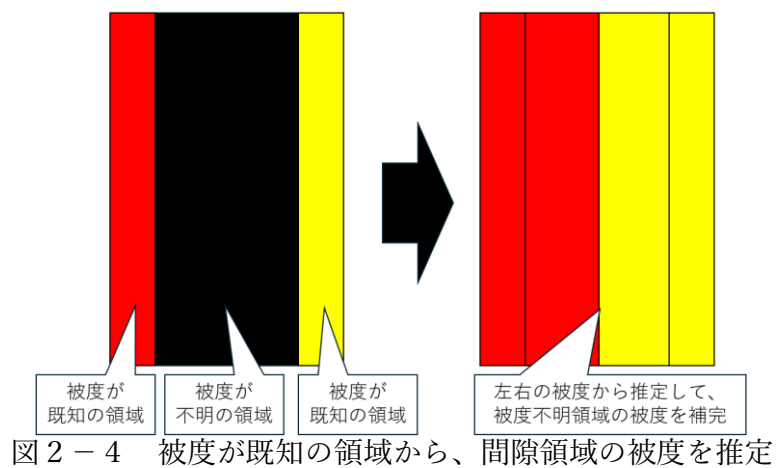 被度が
既知の領域
被度が
不明の領域
被度が
既知の領域
左右の被度から推定して、
被度不明領域の被度を補完
図２－４　被度が既知の領域から、間隙領域の被度を推定